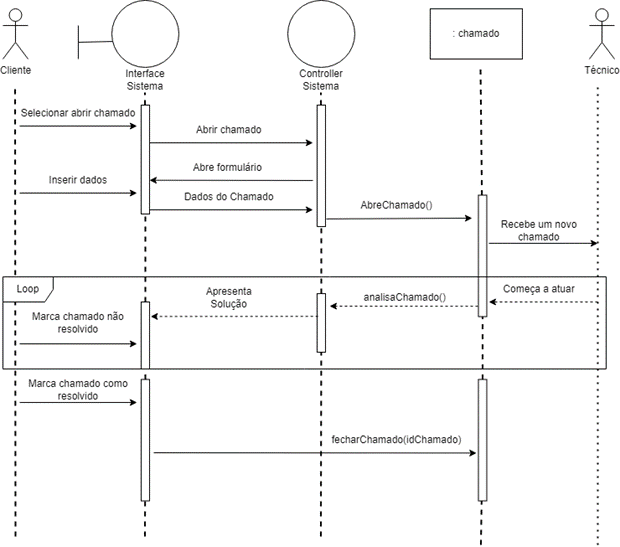 : chamado
Cliente
Interface
Sistema
Controller
Sistema
Técnico
Selecionar abrir chamado
Abrir chamado
Abre formulário
Inserir dados
Dados do Chamado
AbreChamado()
Recebe um novo
chamado
Loop
Apresenta
Solução
analisaChamado()
Começa a atuar
Marca chamado não
resolvido
Marca chamado como
resolvido
fecharChamado(idChamado)